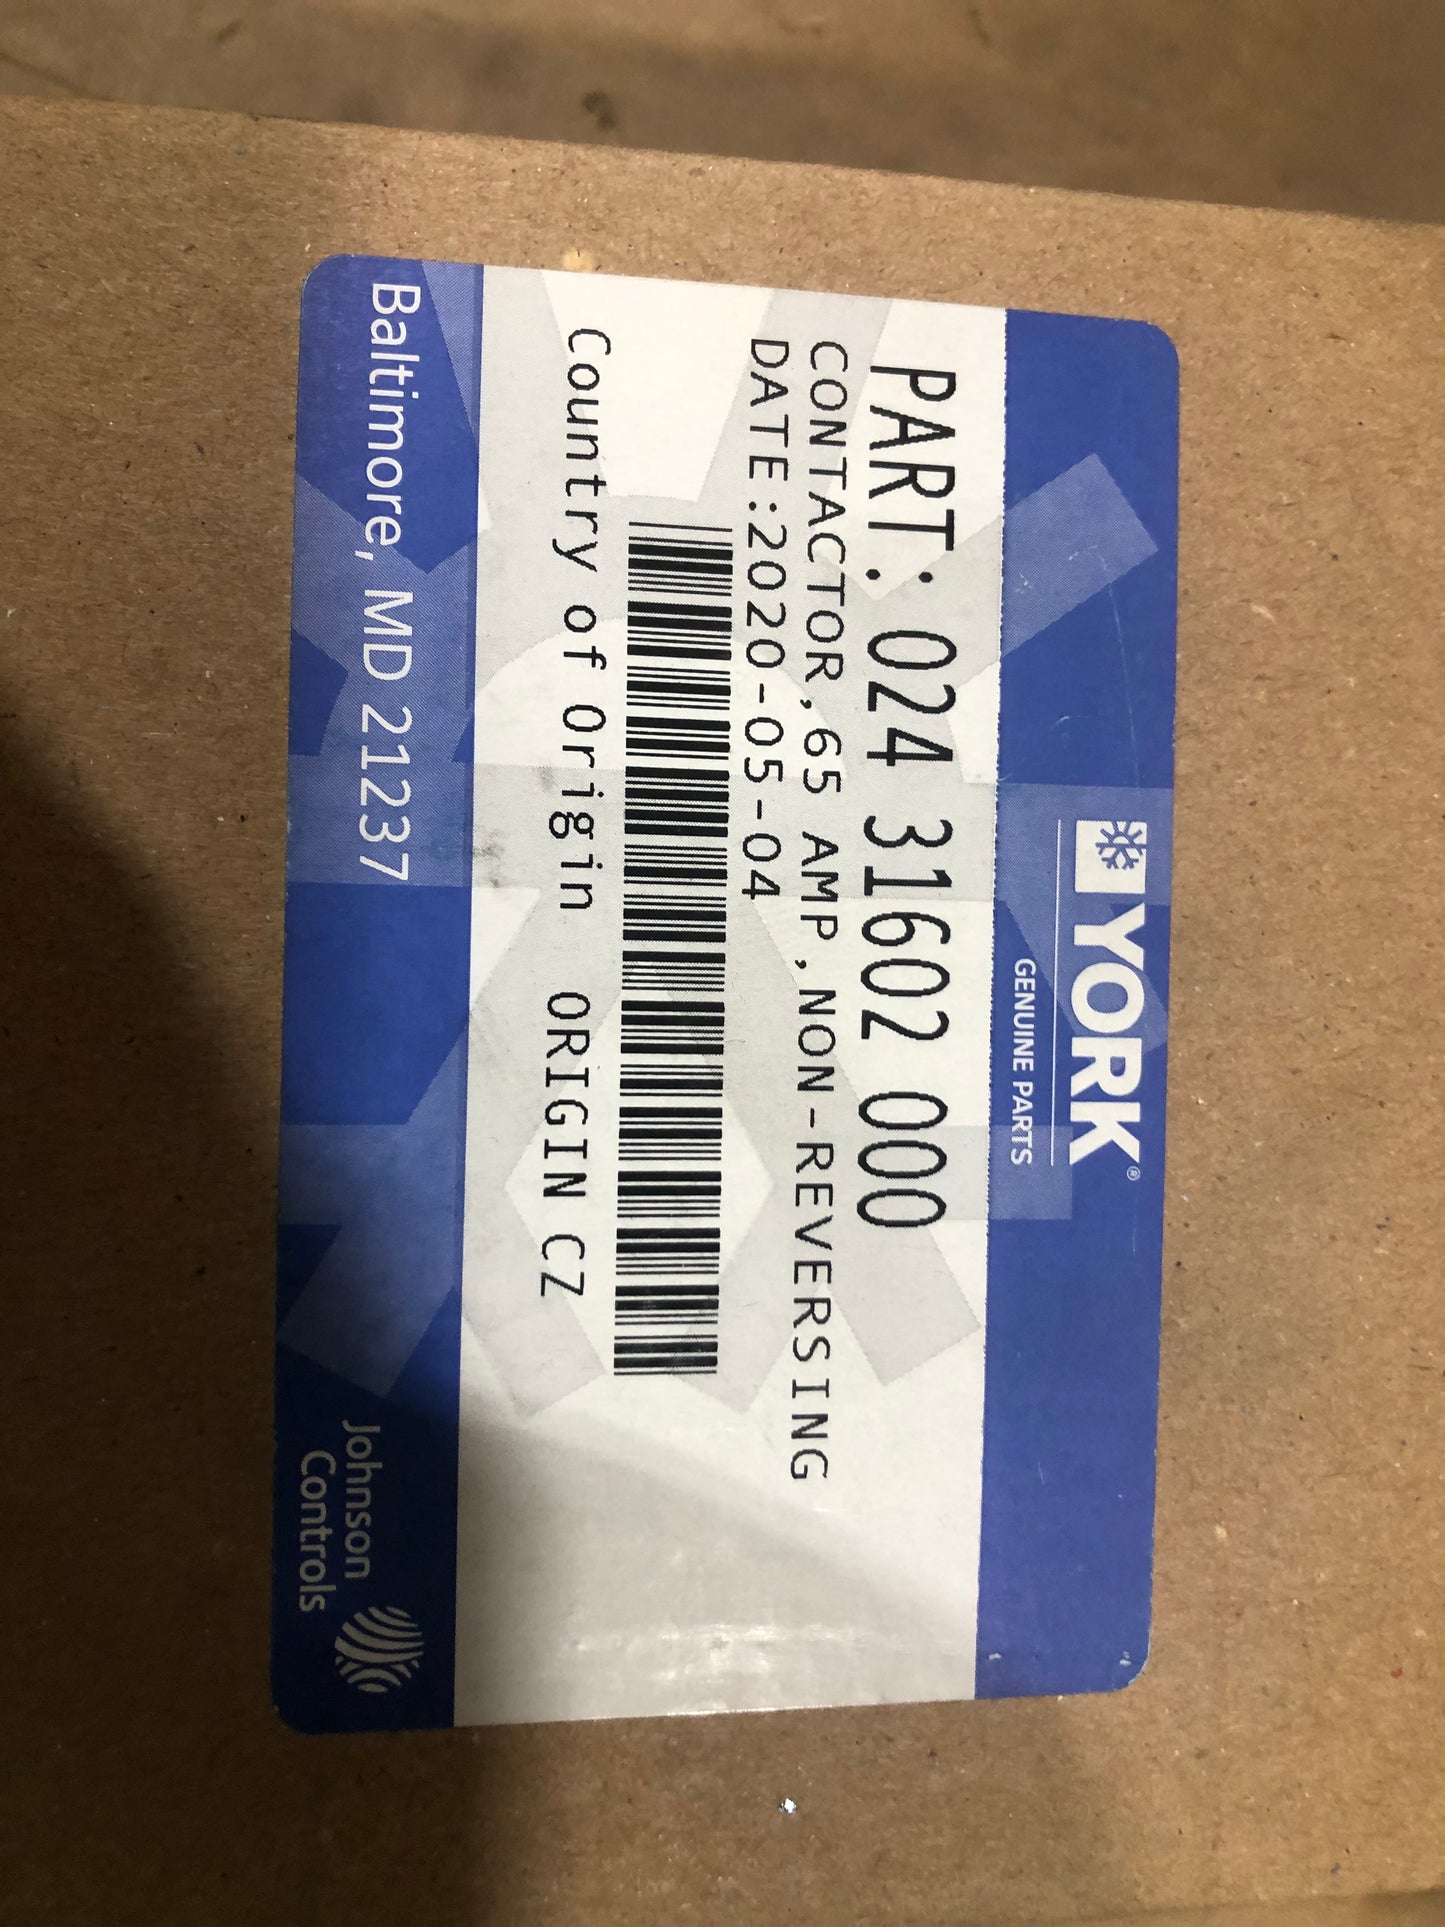 YORK®
GENUINE PARTS
PART: 024 31602 000
CONTACTOR,65 AMP,NON-REVERSING
DATE:2020-05-04
Country of Origin ORIGIN CZ
Baltimore, MD 21237
Johnson
Controls